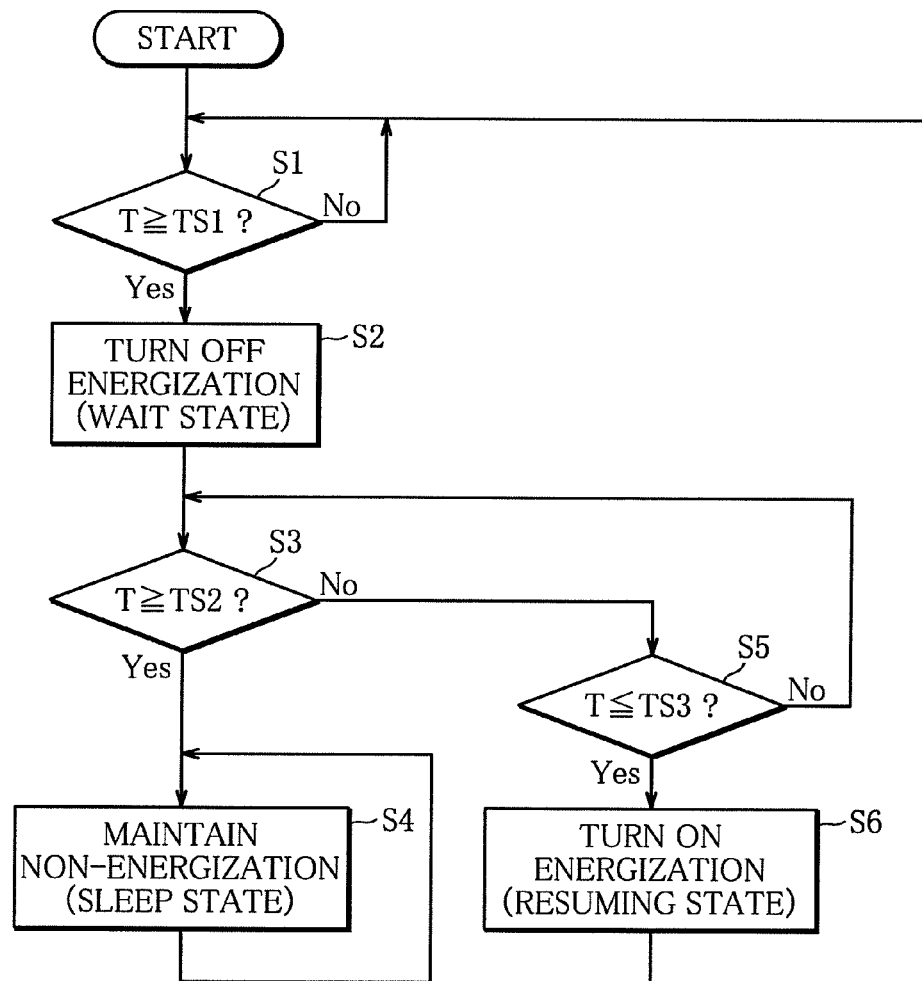 START
S1
T≧TS1 ?
No
Yes
S2
TURN OFF
ENERGIZATION
(WAIT STATE)
S3
T≧TS2 ?
No
Yes
S5
T≦TS3 ?
No
Yes
S4
MAINTAIN
NON-ENERGIZATION
(SLEEP STATE)
S6
TURN ON
ENERGIZATION
(RESUMING STATE)